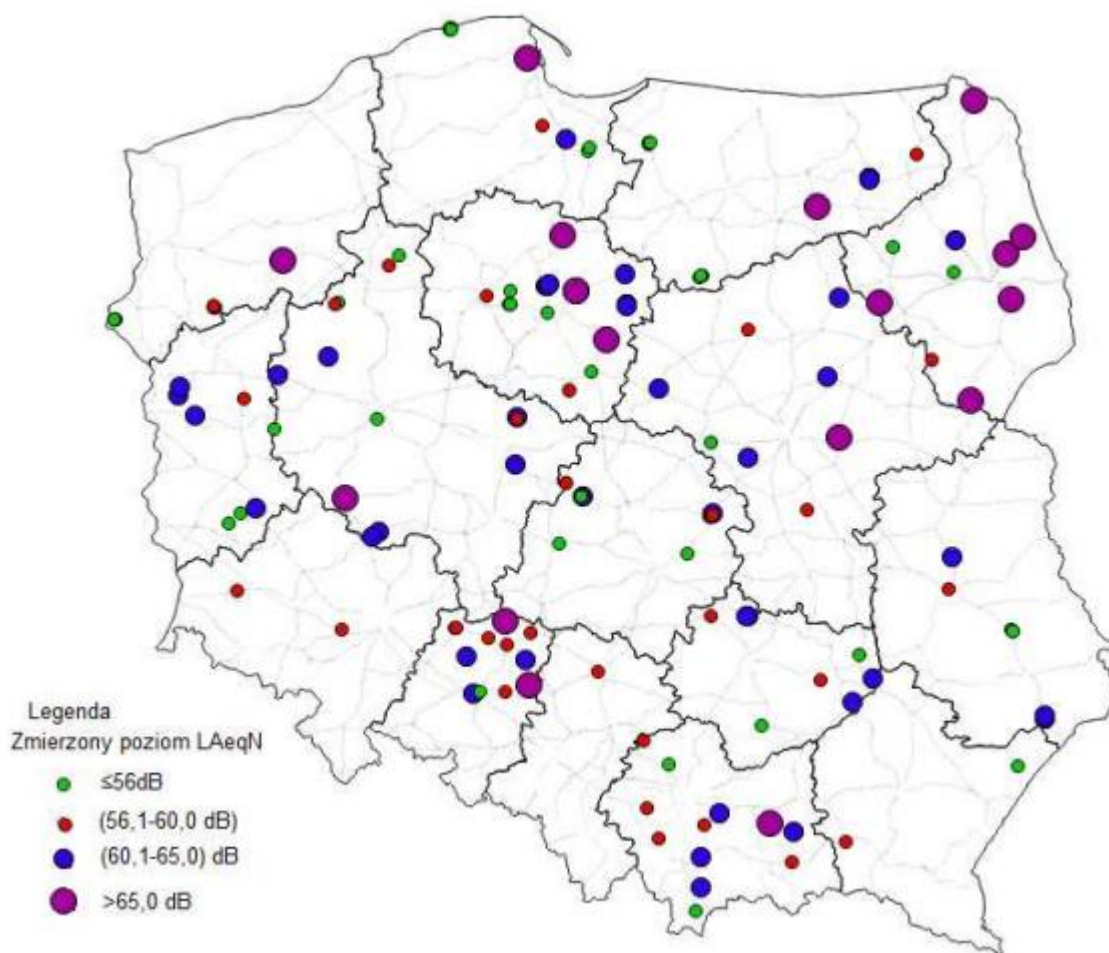 Legenda
Zmierzony poziom LAeqN
≤56dB
(56,1-60,0 dB)
(60,1-65,0) dB
>65,0 dB